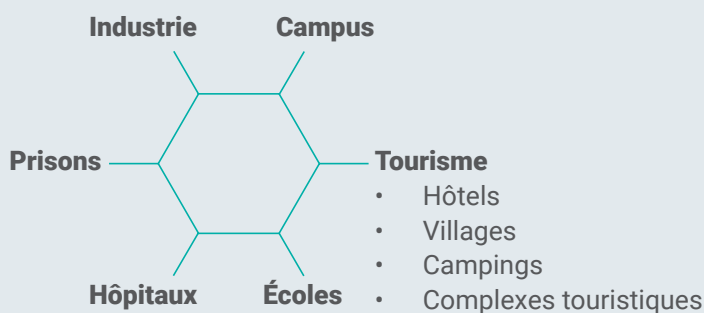 Industrie
Campus
Prisons
Tourisme
• Hôtels
• Villages
• Campings
• Complexes touristiques
Hôpitaux
Écoles